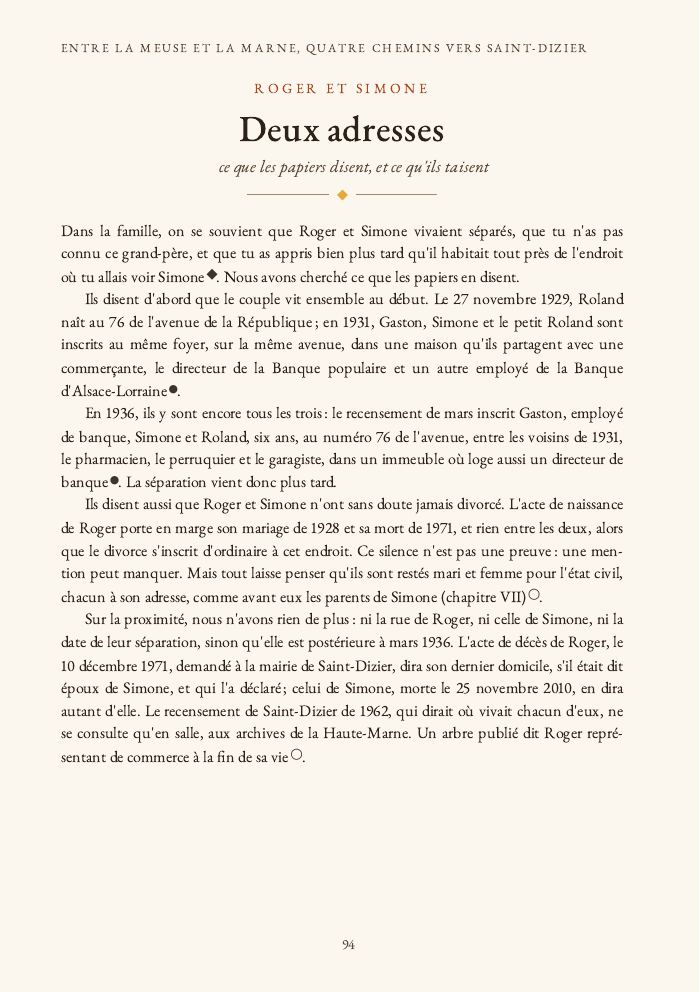 ENTRE LA MEUSE ET LA MARNE, QUATRE CHEMINS VERS SAINT-DIZIER
ROGER ET SIMONE
Deux adresses
ce que les papiers disent, et ce qu'ils taisent
Dans la famille, on se souvient que Roger et Simone vivaient séparés, que tu n'as pas
connu ce grand-père, et que tu as appris bien plus tard qu'il habitait tout près de l'endroit
où tu allais voir Simone◆. Nous avons cherché ce que les papiers en disent.
Ils disent d'abord que le couple vit ensemble au début. Le 27 novembre 1929, Roland
naît au 76 de l'avenue de la République ; en 1931, Gaston, Simone et le petit Roland sont
inscrits au même foyer, sur la même avenue, dans une maison qu'ils partagent avec une
commerçante, le directeur de la Banque populaire et un autre employé de la Banque
d'Alsace-Lorraine●.
En 1936, ils y sont encore tous les trois : le recensement de mars inscrit Gaston, employé
de banque, Simone et Roland, six ans, au numéro 76 de l'avenue, entre les voisins de 1931,
le pharmacien, le perruquier et le garagiste, dans un immeuble où loge aussi un directeur de
banque●. La séparation vient donc plus tard.
Ils disent aussi que Roger et Simone n'ont sans doute jamais divorcé. L'acte de naissance
de Roger porte en marge son mariage de 1928 et sa mort de 1971, et rien entre les deux, alors
que le divorce s'inscrit d'ordinaire à cet endroit. Ce silence n'est pas une preuve : une men-
tion peut manquer. Mais tout laisse penser qu'ils sont restés mari et femme pour l'état civil,
chacun à son adresse, comme avant eux les parents de Simone (chapitre VII)○.
Sur la proximité, nous n'avons rien de plus : ni la rue de Roger, ni celle de Simone, ni la
date de leur séparation, sinon qu'elle est postérieure à mars 1936. L'acte de décès de Roger, le
10 décembre 1971, demandé à la mairie de Saint-Dizier, dira son dernier domicile, s'il était dit
époux de Simone, et qui l'a déclaré ; celui de Simone, morte le 25 novembre 2010, en dira
autant d'elle. Le recensement de Saint-Dizier de 1962, qui dirait où vivait chacun d'eux, ne
se consulte qu'en salle, aux archives de la Haute-Marne. Un arbre publié dit Roger repré-
sentant de commerce à la fin de sa vie○.
94